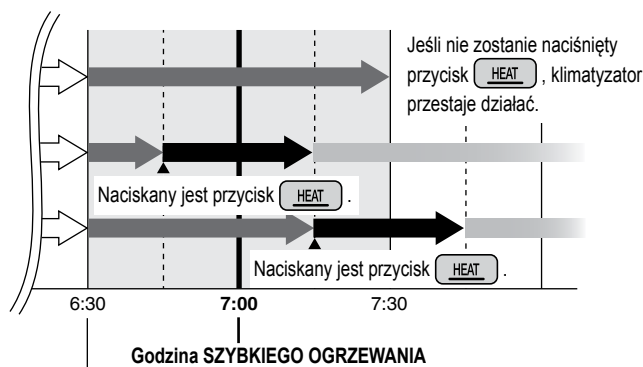 Jeśli nie zostanie naciśnięty
przycisk HEAT , klimatyzator
przestaje działać.
Naciskany jest przycisk HEAT .
Naciskany jest przycisk HEAT .
6:30 7:00 7:30
Godzina SZYBKIEGO OGRZEWANIA